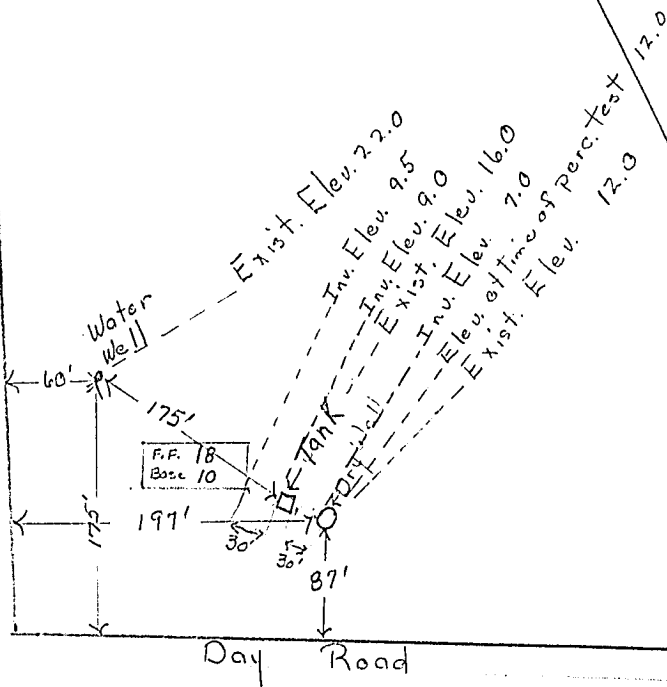 12.0
Exist. Elev. 22.0
Inv. Elev. 9.5
Inv. Elev. 9.0
Exist. Elev. 16.0
Inv. Elev. 7.0
Elev. at time of perc. test
Exist. Elev. 12.0
Water
Well
60'
175'
F.F. 18
Base 10
Tank
Dry Well
197'
175'
30'
30'
87'
Day Road